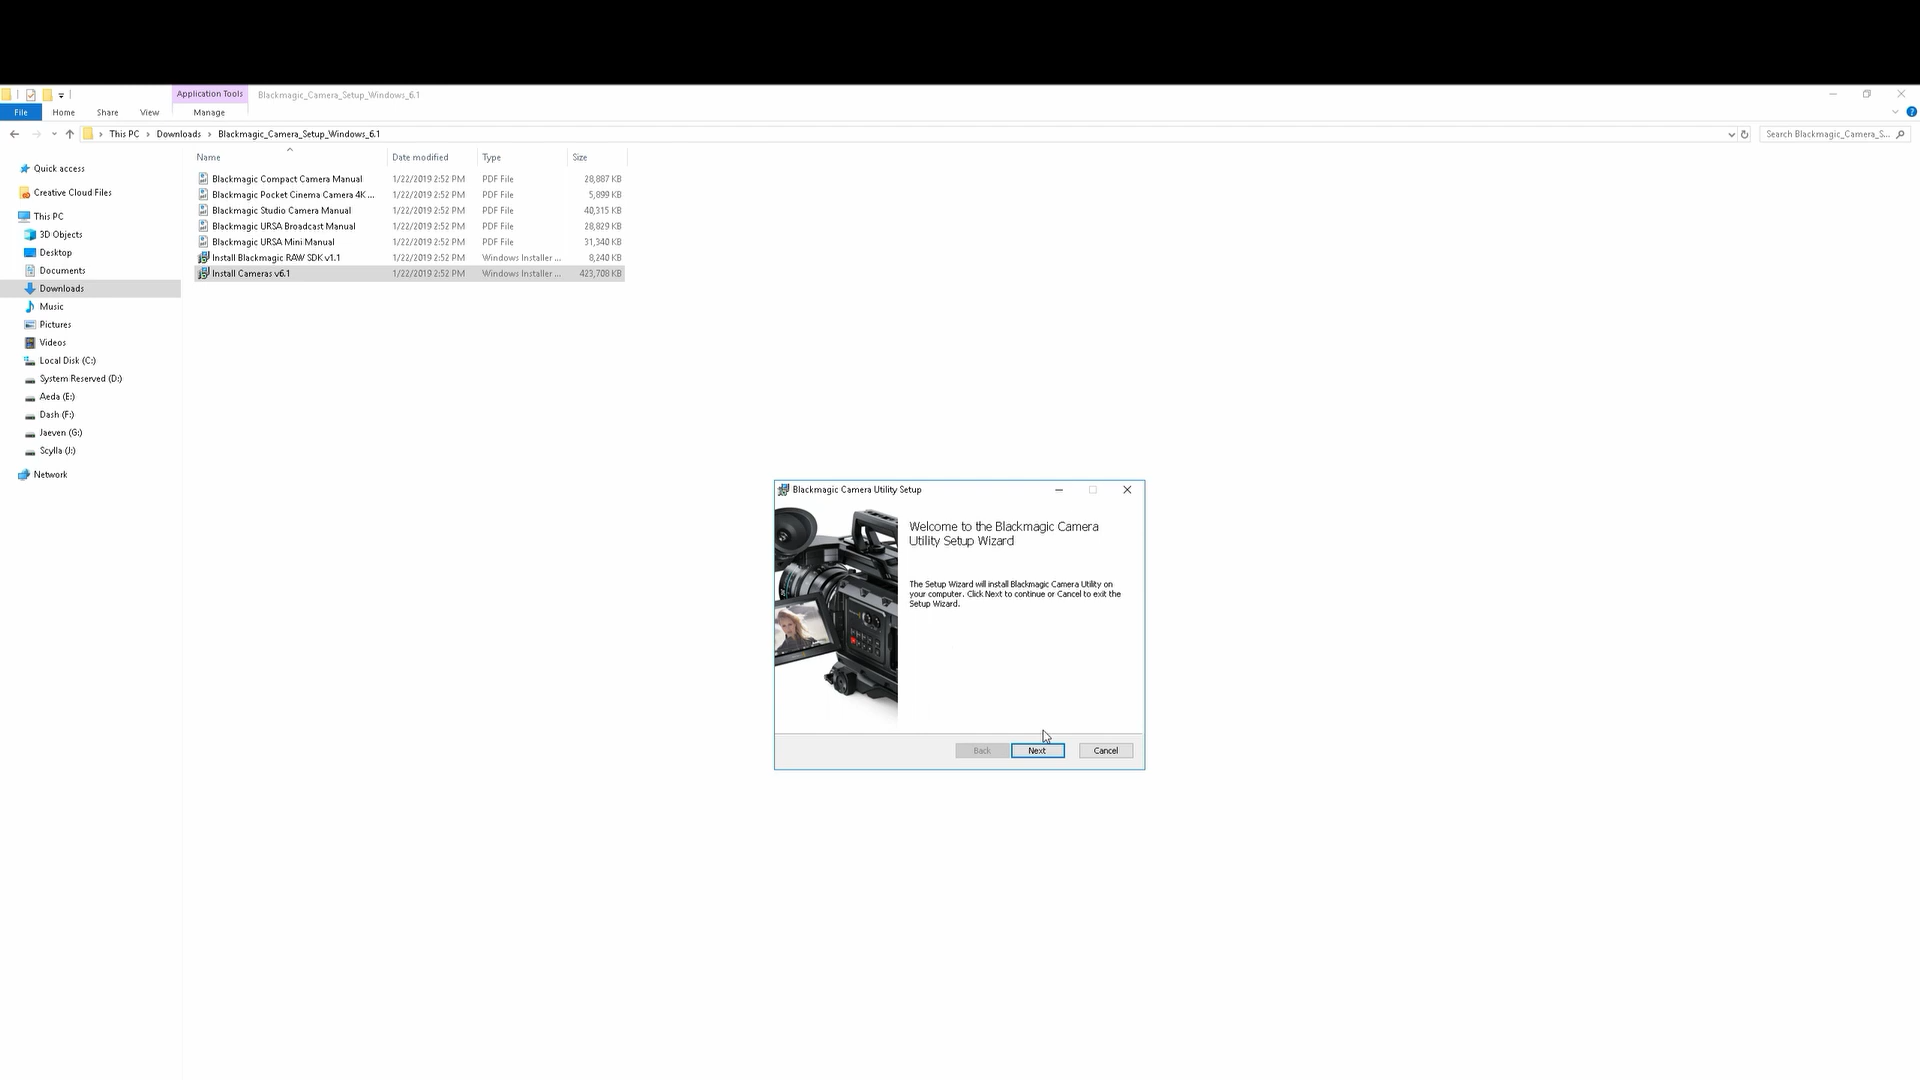 Application Tools
Blackmagic_Camera_Setup_Windows_6.1
File
Home
Share
View
Manage
This PC
Downloads
Blackmagic_Camera_Setup_Windows_6.1
Search Blackmagic_Camera_S...
Name
Date modified
Type
Size
Quick access
Creative Cloud Files
This PC
3D Objects
Desktop
Documents
Downloads
Music
Pictures
Videos
Local Disk (C:)
System Reserved (D:)
Aeda (E:)
Dash (F:)
Jaeven (G:)
Scylla (J:)
Network
Blackmagic Compact Camera Manual 1/22/2019 2:52 PM PDF File 28,887 KB
Blackmagic Pocket Cinema Camera 4K ... 1/22/2019 2:52 PM PDF File 5,899 KB
Blackmagic Studio Camera Manual 1/22/2019 2:52 PM PDF File 40,315 KB
Blackmagic URSA Broadcast Manual 1/22/2019 2:52 PM PDF File 28,829 KB
Blackmagic URSA Mini Manual 1/22/2019 2:52 PM PDF File 31,340 KB
Install Blackmagic RAW SDK v1.1 1/22/2019 2:52 PM Windows Installer ... 8,240 KB
Install Cameras v6.1 1/22/2019 2:52 PM Windows Installer ... 423,708 KB
Blackmagic Camera Utility Setup
Welcome to the Blackmagic Camera
Utility Setup Wizard
The Setup Wizard will install Blackmagic Camera Utility on
your computer. Click Next to continue or Cancel to exit the
Setup Wizard.
Back
Next
Cancel